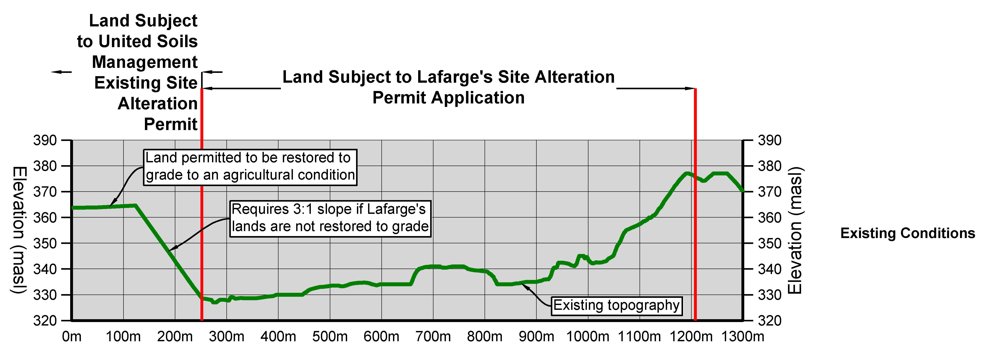 Land Subject
to United Soils
Management
Existing Site
Alteration
Permit
Land Subject to Lafarge's Site Alteration
Permit Application
390
380
370
360
350
340
330
320
Elevation (masl)
Land permitted to be restored to
grade to an agricultural condition
Requires 3:1 slope if Lafarge's
lands are not restored to grade
Existing topography
390
380
370
360
350
340
330
320
Elevation (masl)
Existing Conditions
0m 100m 200m 300m 400m 500m 600m 700m 800m 900m 1000m 1100m 1200m 1300m